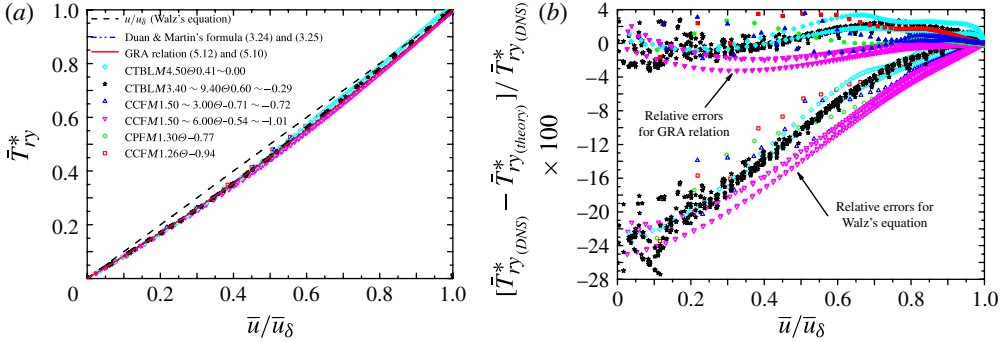 (a)
1.0
0.8
0.6
0.4
0.2
0
0.2
0.4
0.6
0.8
1.0
T̄*ry
ū/ūδ
u/uδ (Walz's equation)
Duan & Martin's formula (3.24) and (3.25)
GRA relation (5.12) and (5.10)
CTBLM4.50Θ0.41~0.00
CTBLM3.40 ~ 9.40Θ0.60 ~ −0.29
CCFM1.50 ~ 3.00Θ-0.71 ~ −0.72
CCFM1.50 ~ 6.00Θ-0.54 ~ −1.01
CPFM1.30Θ−0.77
CCFM1.26Θ−0.94
(b)
4
0
−4
−8
−12
−16
−20
−24
−28
0
0.2
0.4
0.6
0.8
1.0
[T̄*ry(DNS) − T̄*ry(theory)] / T̄*ry(DNS)
× 100
ū/ūδ
Relative errors
for GRA relation
Relative errors for
Walz's equation